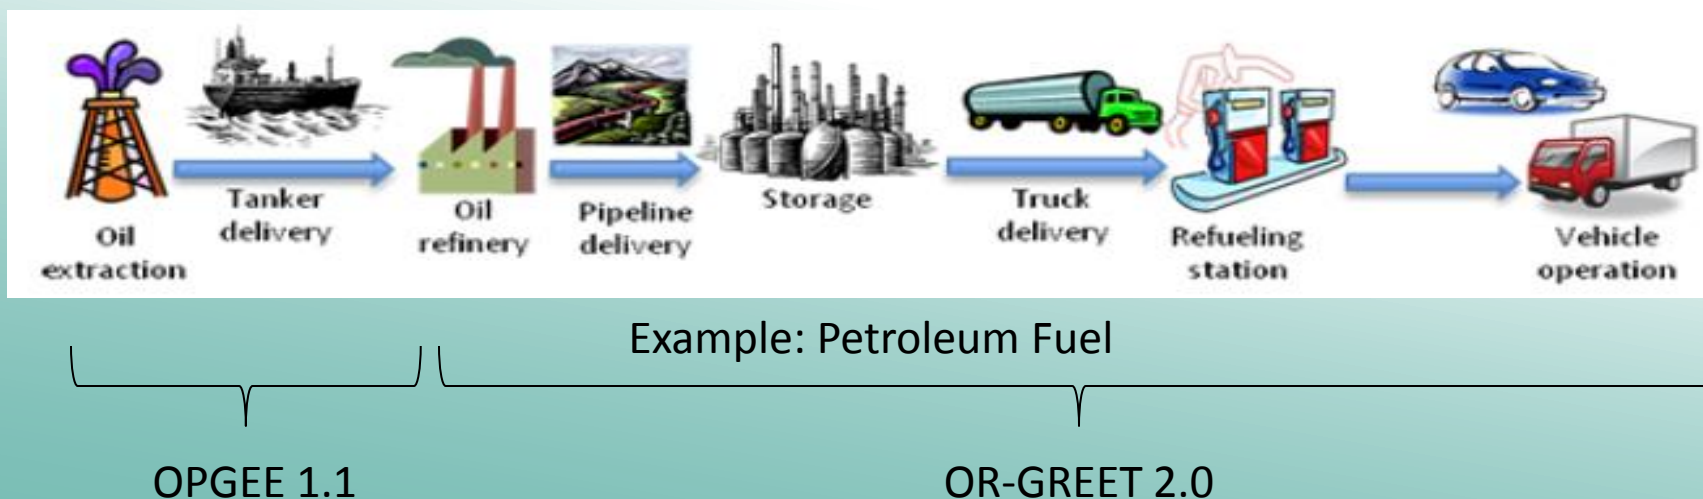 Oil
extraction
Tanker
delivery
Oil
refinery
Pipeline
delivery
Storage
Truck
delivery
Refueling
station
Vehicle
operation
Example: Petroleum Fuel
OPGEE 1.1
OR-GREET 2.0